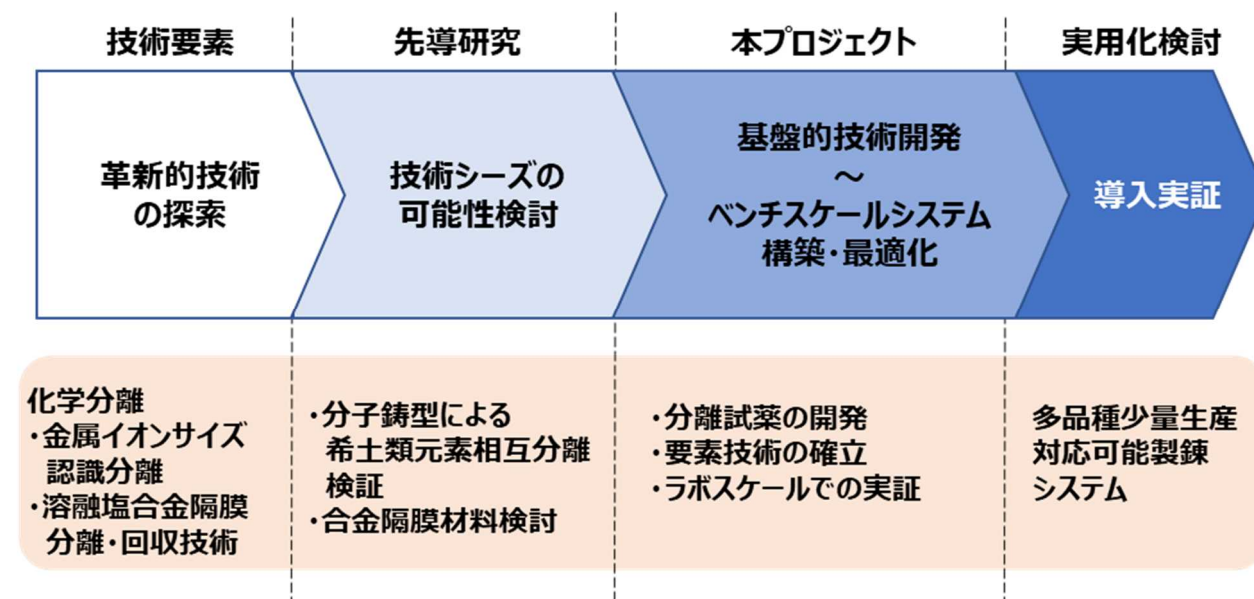 技術要素
先導研究
本プロジェクト
実用化検討
革新的技術
の探索
技術シーズの
可能性検討
基盤的技術開発
～
ベンチスケールシステム
構築・最適化
導入実証
化学分離
・金属イオンサイズ
認識分離
・溶融塩合金隔膜
分離・回収技術
・分子鋳型による
希土類元素相互分離
検証
・合金隔膜材料検討
・分離試薬の開発
・要素技術の確立
・ラボスケールでの実証
多品種少量生産
対応可能製錬
システム